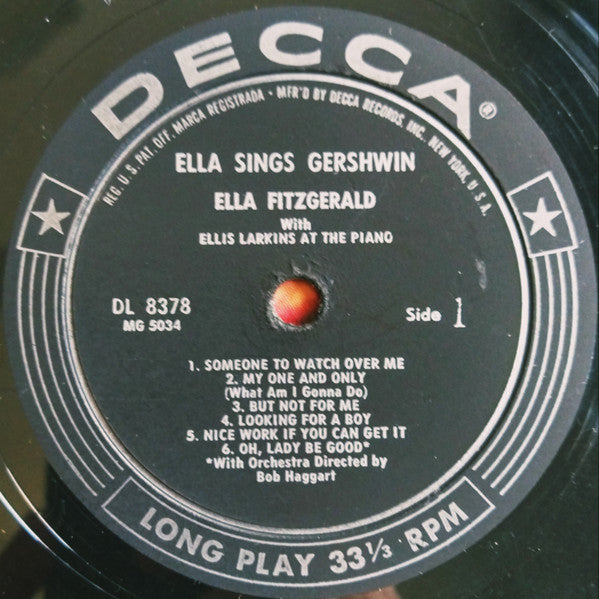 DECCA®
REG. U.S. PAT. OFF. MARCA REGISTRADA • MFR'D BY DECCA RECORDS, INC., NEW YORK, U.S.A.
ELLA SINGS GERSHWIN
ELLA FITZGERALD
With
ELLIS LARKINS AT THE PIANO
DL 8378
MG 5034
Side 1
1. SOMEONE TO WATCH OVER ME
2. MY ONE AND ONLY
(What Am I Gonna Do)
3. BUT NOT FOR ME
4. LOOKING FOR A BOY
5. NICE WORK IF YOU CAN GET IT
6. OH, LADY BE GOOD*
*With Orchestra Directed by
Bob Haggart
LONG PLAY 33 1/3 RPM